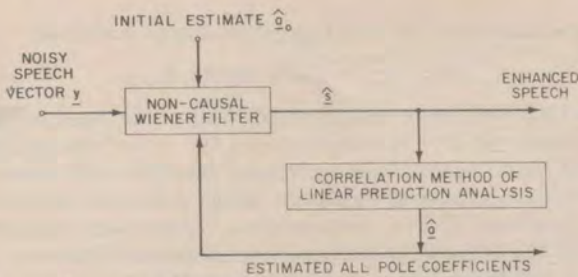 INITIAL ESTIMATE â₀
NOISY
SPEECH
VECTOR y
NON-CAUSAL
WIENER FILTER
ŝ
ENHANCED
SPEECH
CORRELATION METHOD OF
LINEAR PREDICTION ANALYSIS
â
ESTIMATED ALL POLE COEFFICIENTS